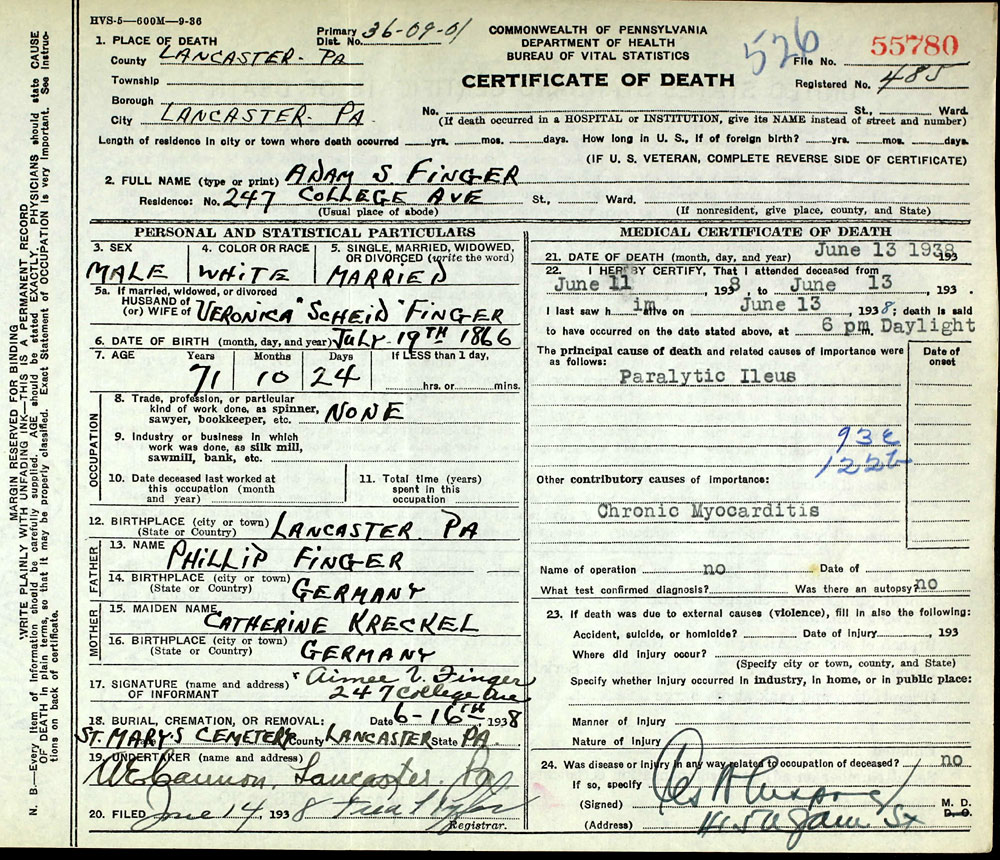 HVS-5—600M—9-36
Primary Dist. No. 36-09-01
COMMONWEALTH OF PENNSYLVANIA
DEPARTMENT OF HEALTH
BUREAU OF VITAL STATISTICS
CERTIFICATE OF DEATH
526
File No. 55780
Registered No. 485
1. PLACE OF DEATH
County LANCASTER - PA
Township
Borough
City LANCASTER. PA.
No. St., Ward.
(If death occurred in a HOSPITAL or INSTITUTION, give its NAME instead of street and number)
Length of residence in city or town where death occurred yrs. mos. days. How long in U. S., if of foreign birth? yrs. mos. days.
(IF U. S. VETERAN, COMPLETE REVERSE SIDE OF CERTIFICATE)
2. FULL NAME (type or print) ADAM S FINGER
Residence: No. 247 COLLEGE AVE St., Ward.
(Usual place of abode) (If nonresident, give place, county, and State)
PERSONAL AND STATISTICAL PARTICULARS
3. SEX
MALE
4. COLOR OR RACE
WHITE
5. SINGLE, MARRIED, WIDOWED, OR DIVORCED (write the word)
MARRIED
5a. If married, widowed, or divorced
HUSBAND of
(or) WIFE of VERONICA "SCHEID" FINGER
6. DATE OF BIRTH (month, day, and year) JULY. 19TH 1866
7. AGE Years Months Days If LESS than 1 day,
71 10 24 hrs. or mins.
OCCUPATION
8. Trade, profession, or particular
kind of work done, as spinner,
sawyer, bookkeeper, etc. NONE
9. Industry or business in which
work was done, as silk mill,
sawmill, bank, etc.
10. Date deceased last worked at
this occupation (month
and year)
11. Total time (years)
spent in this
occupation
12. BIRTHPLACE (city or town) LANCASTER PA
(State or Country)
FATHER
13. NAME
PHILLIP FINGER
14. BIRTHPLACE (city or town)
(State or Country) GERMANY
MOTHER
15. MAIDEN NAME
CATHERINE KRECKEL
16. BIRTHPLACE (city or town)
(State or Country) GERMANY
17. SIGNATURE (name and address) Aimee V. Finger
OF INFORMANT 247 College Ave
18. BURIAL, CREMATION, OR REMOVAL: Date 6-16TH 1938
ST. MARY'S CEMETERY County LANCASTER State PA.
19. UNDERTAKER (name and address)
Lancaster. Pa.
20. FILED June 14, 1938
Registrar.
MEDICAL CERTIFICATE OF DEATH
21. DATE OF DEATH (month, day, and year) June 13 1938 193
22. I HEREBY CERTIFY, That I attended deceased from
June 11, 1938, to June 13, 193 .
I last saw him alive on June 13, 1938; death is said
to have occurred on the date stated above, at 6 pm. Daylight
The principal cause of death and related causes of importance were
as follows:
Date of
onset
Paralytic Ileus
93c
122b
Other contributory causes of importance:
Chronic Myocarditis
Name of operation no Date of
What test confirmed diagnosis? Was there an autopsy? no
23. If death was due to external causes (violence), fill in also the following:
Accident, suicide, or homicide? Date of injury , 193
Where did injury occur?
(Specify city or town, county, and State)
Specify whether injury occurred in industry, in home, or in public place:
Manner of injury
Nature of injury
24. Was disease or injury in any way related to occupation of deceased? no
If so, specify
(Signed) M. D.
D. O.
(Address)
MARGIN RESERVED FOR BINDING
WRITE PLAINLY WITH UNFADING INK—THIS IS A PERMANENT RECORD
N. B.—Every item of information should be carefully supplied. AGE should be stated EXACTLY. PHYSICIANS should state CAUSE
OF DEATH in plain terms, so that it may be properly classified. Exact Statement of OCCUPATION is very important. See Instruc-
tions on back of certificate.